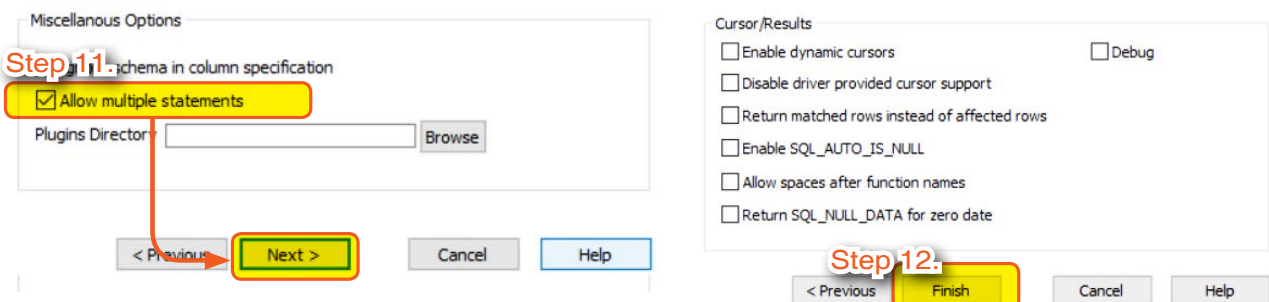 Miscellanous Options
Step 11.
schema in column specification
Allow multiple statements
Plugins Directory
Browse
< Previous
Next >
Cancel
Help
Cursor/Results
Enable dynamic cursors
Debug
Disable driver provided cursor support
Return matched rows instead of affected rows
Enable SQL_AUTO_IS_NULL
Allow spaces after function names
Return SQL_NULL_DATA for zero date
Step 12.
< Previous
Finish
Cancel
Help